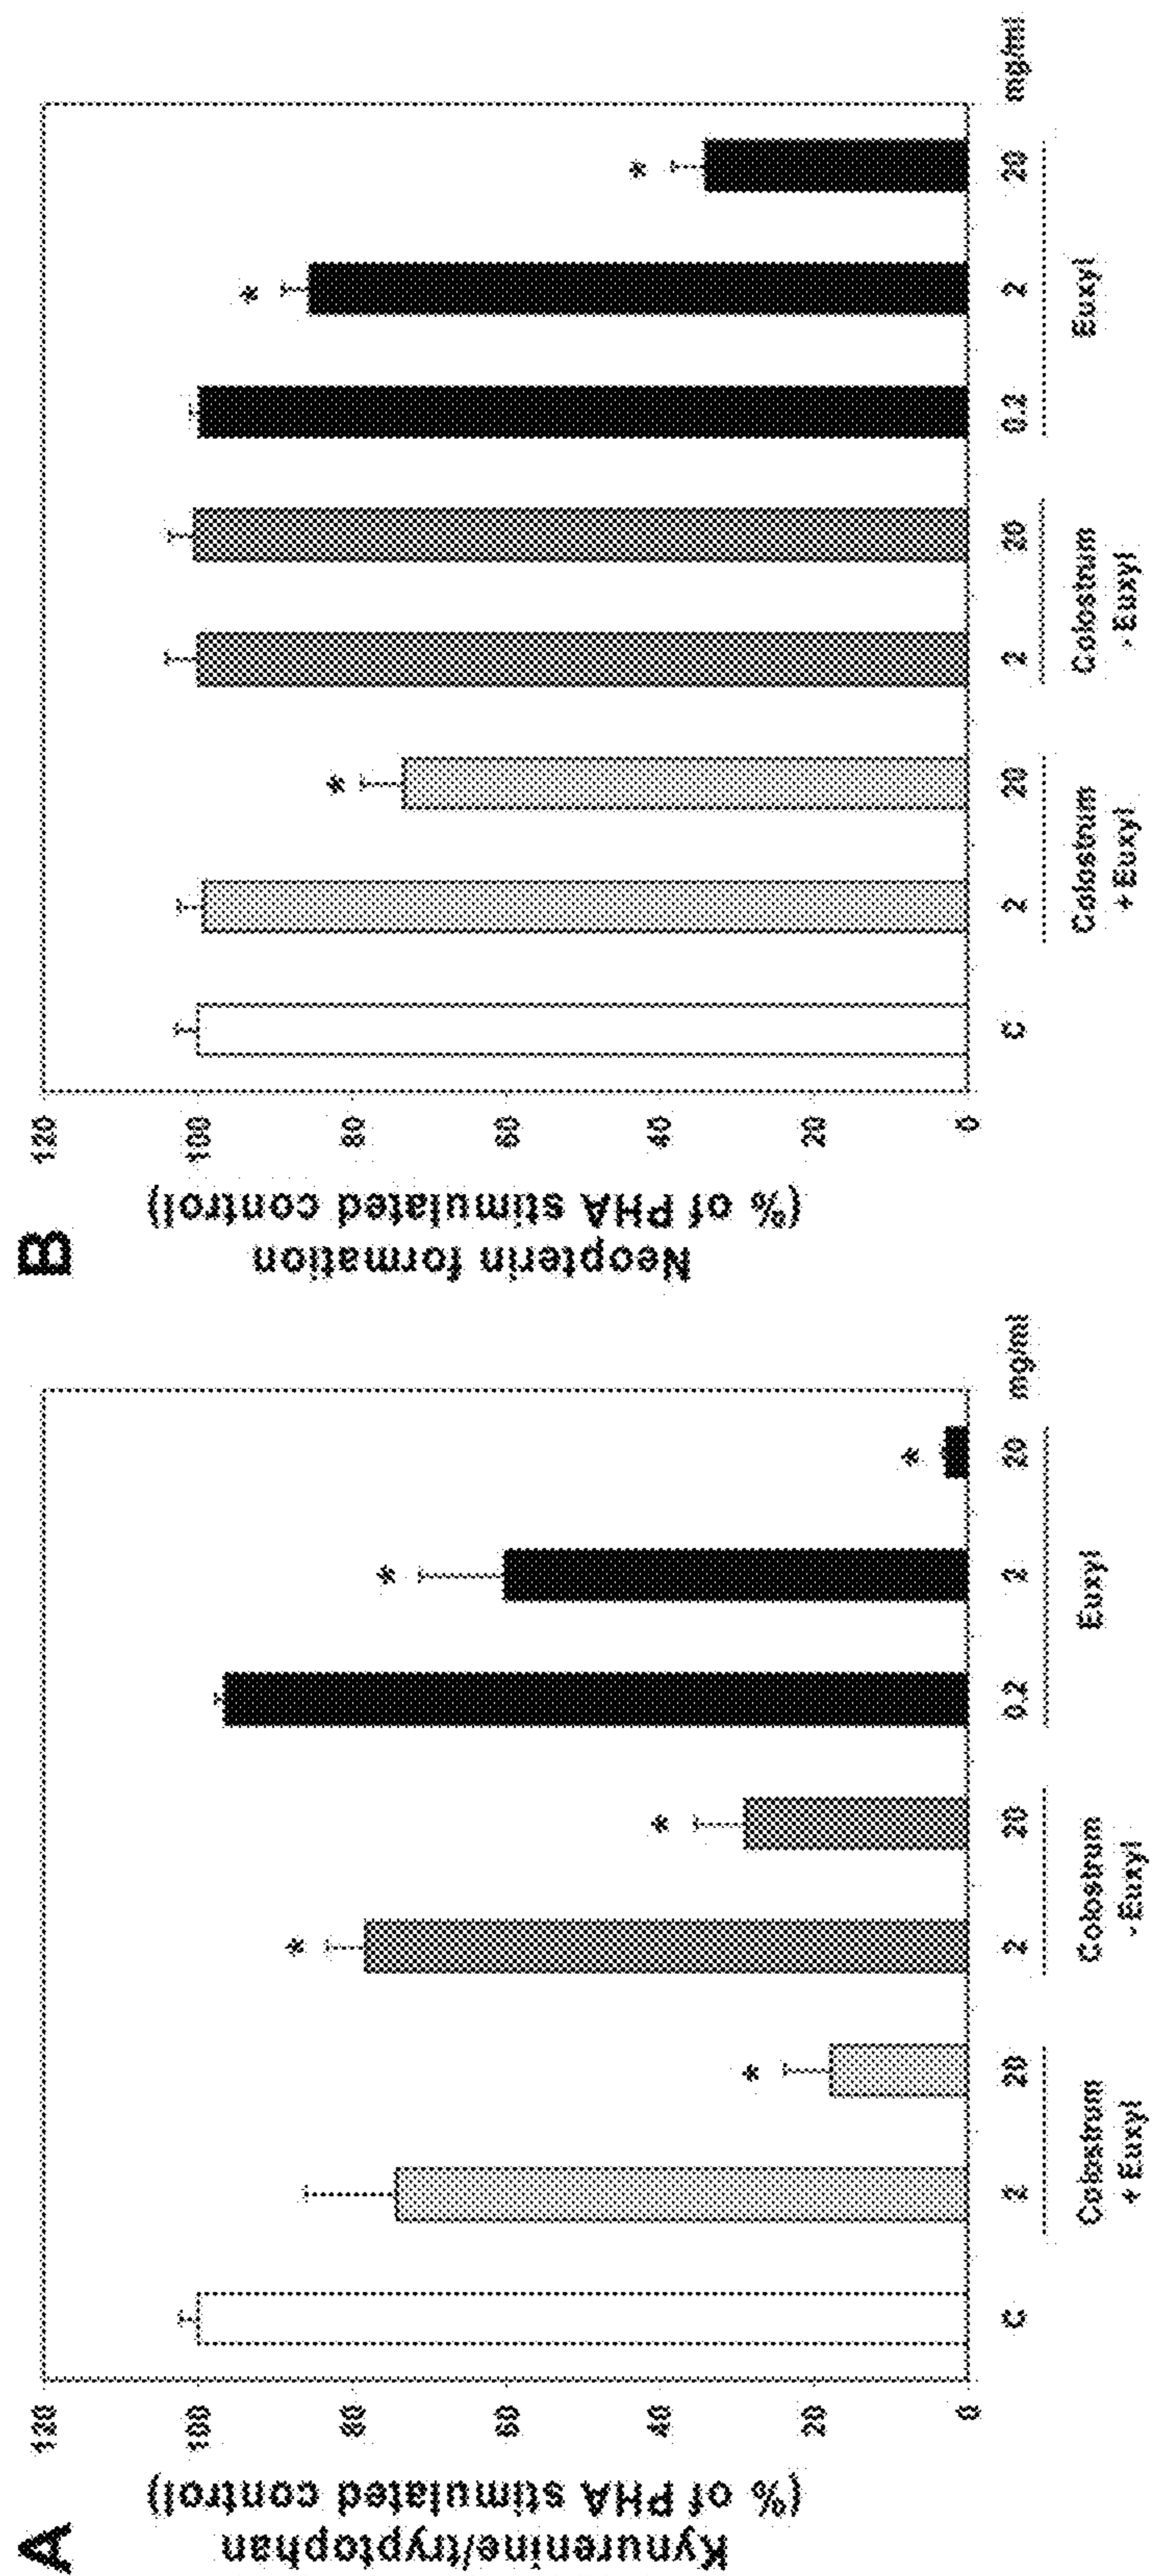 A
Kynurenine/tryptophan
(% of PHA stimulated control)
120
100
80
60
40
20
0
C 2 20 2 20 0.2 2 20 mg/ml
Colostrum + Euxyl
Colostrum - Euxyl
Euxyl
* * * * *
B
Neopterin formation
(% of PHA stimulated control)
120
100
80
60
40
20
0
C 2 20 2 20 0.2 2 20 mg/ml
Colostrum + Euxyl
Colostrum - Euxyl
Euxyl
* * *